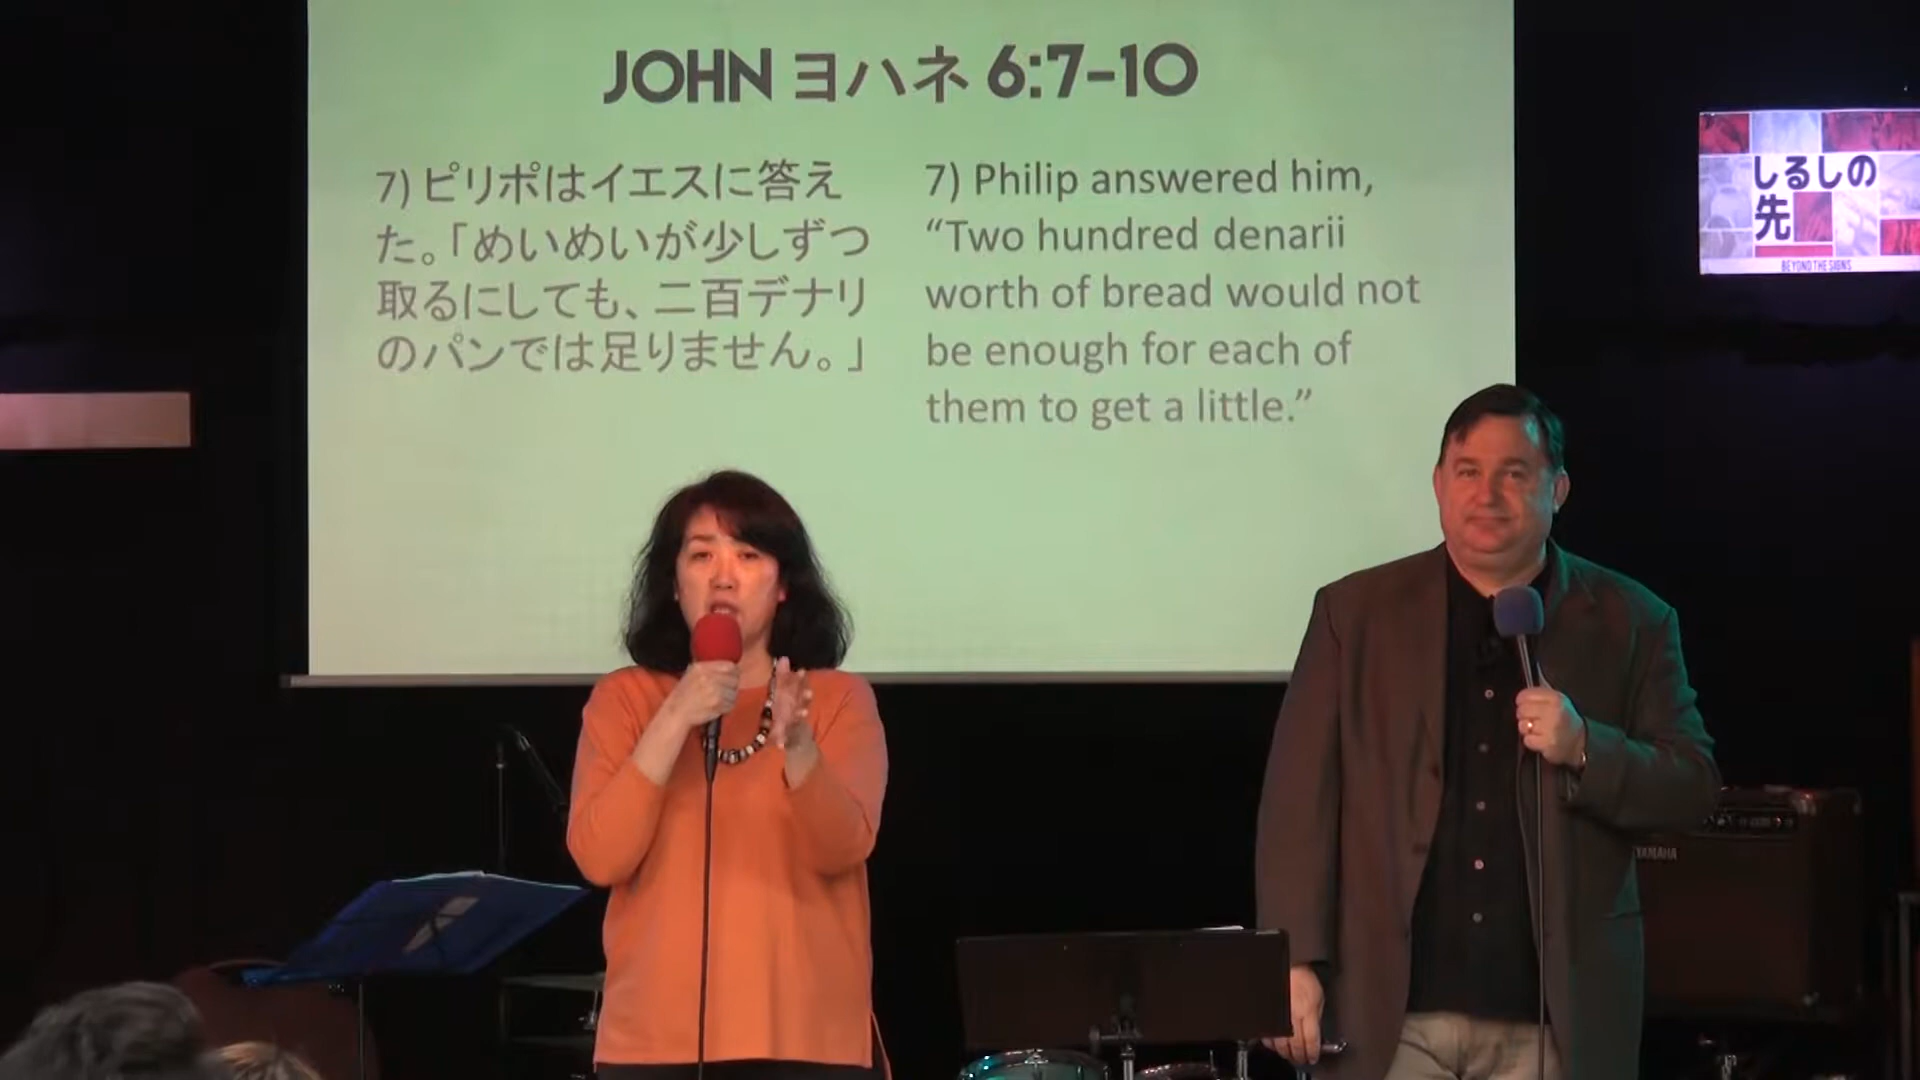 JOHN ヨハネ 6:7-10
7) ピリポはイエスに答え
た。「めいめいが少しずつ
取るにしても、二百デナリ
のパンでは足りません。」
7) Philip answered him,
“Two hundred denarii
worth of bread would not
be enough for each of
them to get a little.”
しるしの
先
BEYOND THE SIGNS
YAMAHA